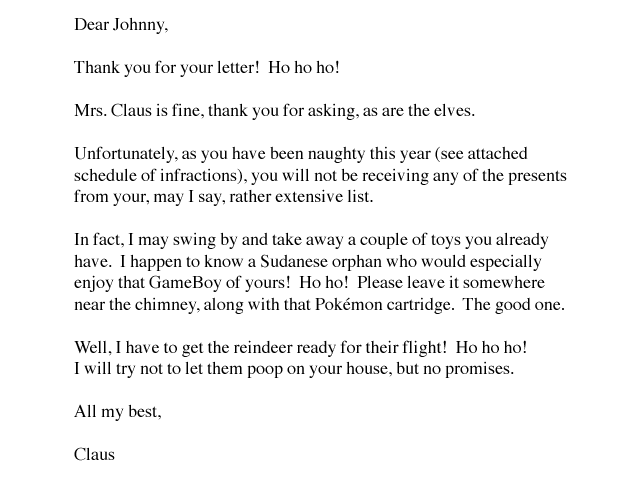 Dear Johnny,
Thank you for your letter!  Ho ho ho!
Mrs. Claus is fine, thank you for asking, as are the elves.
Unfortunately, as you have been naughty this year (see attached
schedule of infractions), you will not be receiving any of the presents
from your, may I say, rather extensive list.
In fact, I may swing by and take away a couple of toys you already
have.  I happen to know a Sudanese orphan who would especially
enjoy that GameBoy of yours!  Ho ho!  Please leave it somewhere
near the chimney, along with that Pokémon cartridge.  The good one.
Well, I have to get the reindeer ready for their flight!  Ho ho ho!
I will try not to let them poop on your house, but no promises.
All my best,
Claus